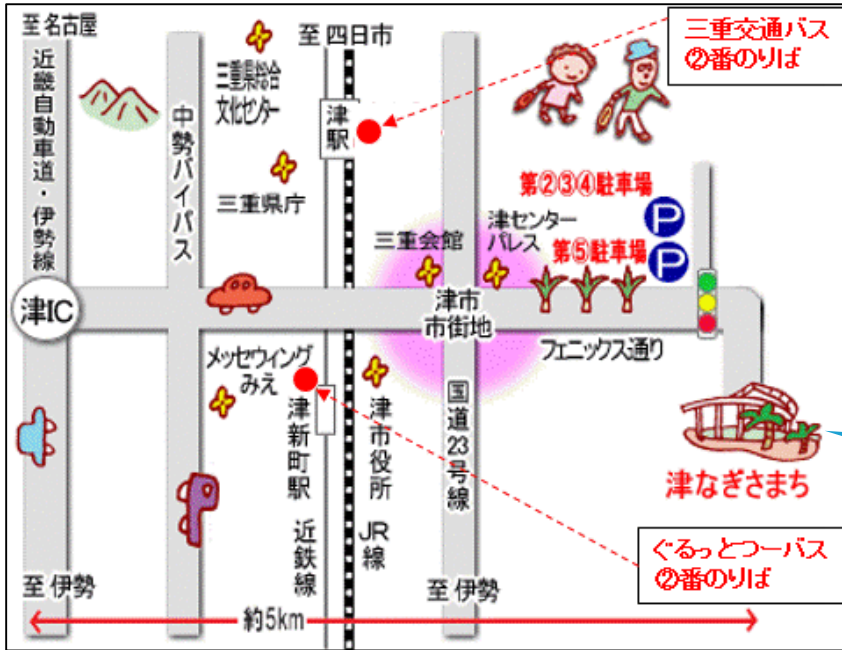 至 名古屋
近畿自動車道・伊勢線
中勢バイパス
三重県総合
文化センター
至 四日市
津駅
三重交通バス
②番のりば
三重県庁
三重会館
津センター
パレス
第②③④駐車場
P
第⑤駐車場
P
津IC
津市
市街地
フェニックス通り
メッセウィング
みえ
津新町駅
近鉄線
津市役所
JR線
国道23号線
津なぎさまち
ぐるっとつーバス
②番のりば
至 伊勢
至 伊勢
約5km